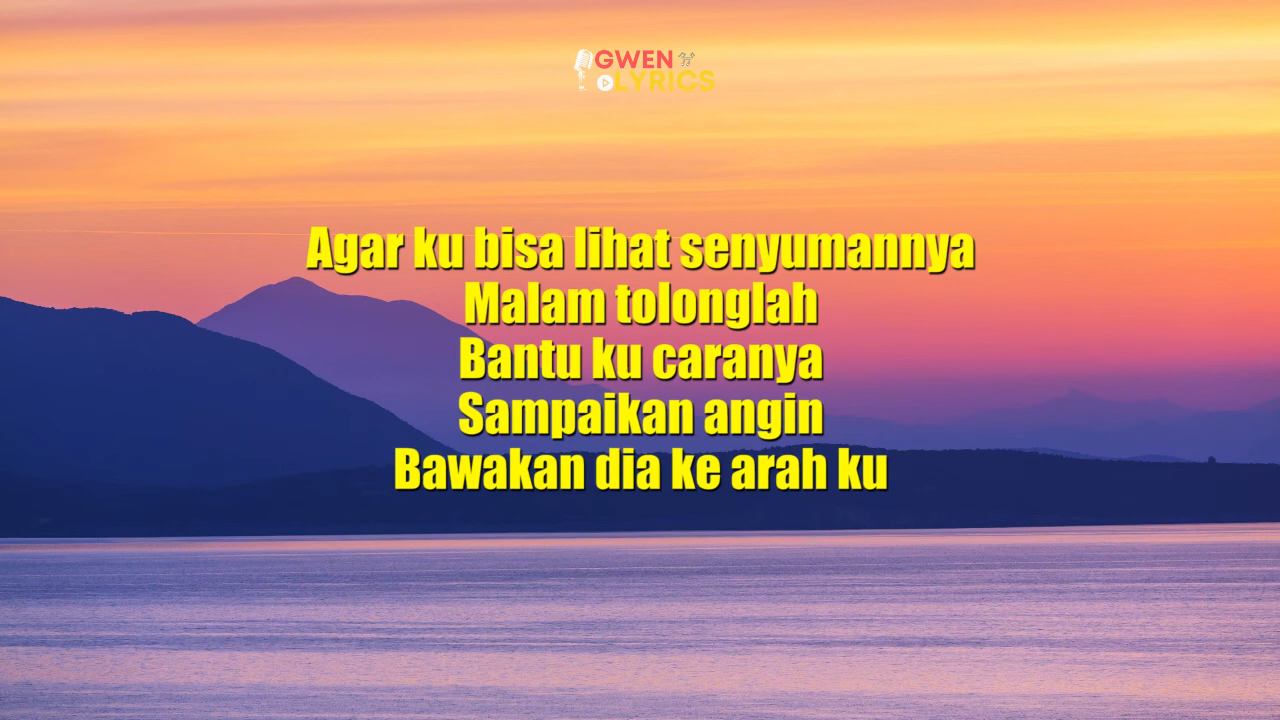 GWEN
LYRICS
Agar ku bisa lihat senyumannya
Malam tolonglah
Bantu ku caranya
Sampaikan angin
Bawakan dia ke arah ku